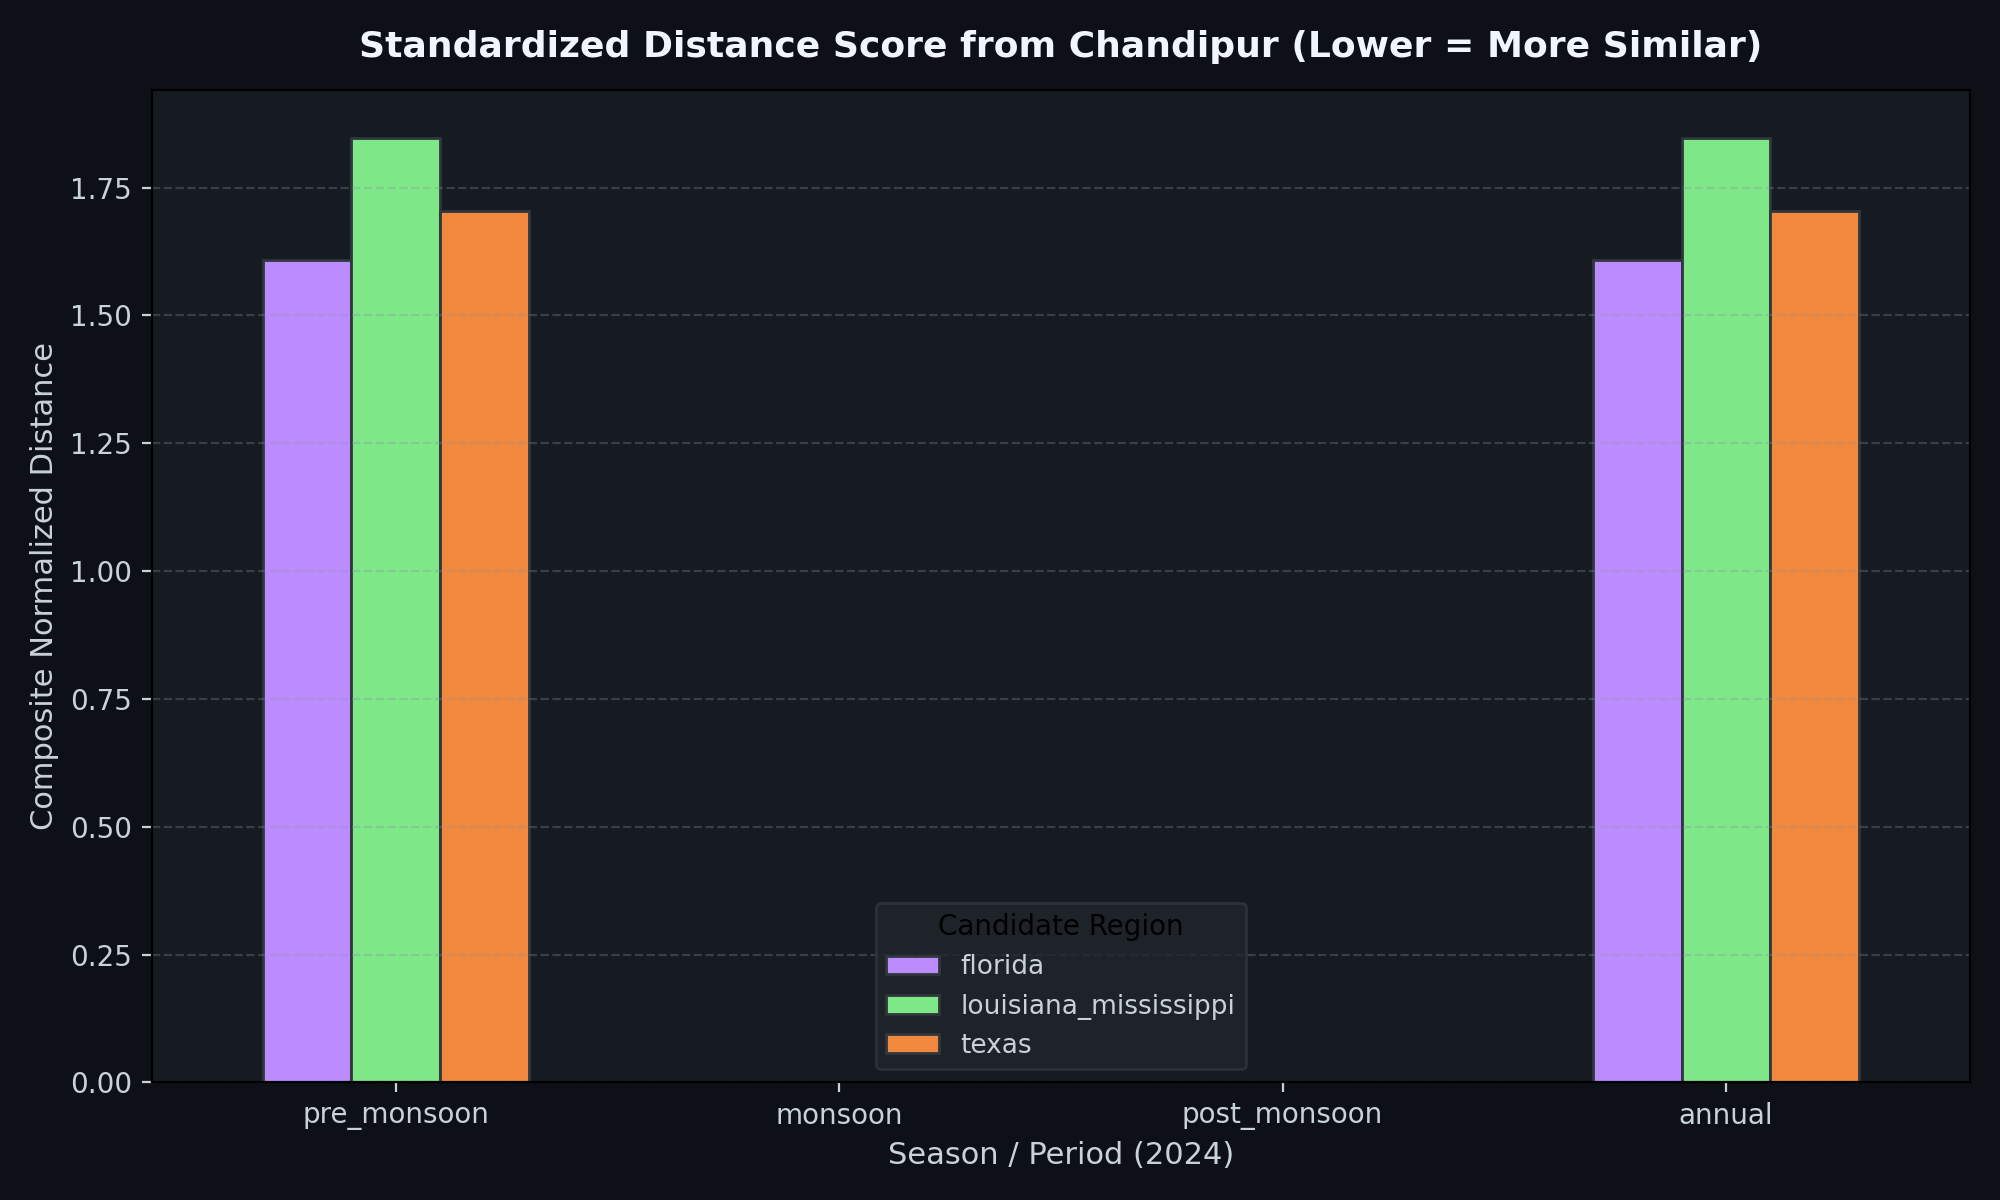 Standardized Distance Score from Chandipur (Lower = More Similar)
Composite Normalized Distance
1.75
1.50
1.25
1.00
0.75
0.50
0.25
0.00
Candidate Region
florida
louisiana_mississippi
texas
pre_monsoon
monsoon
post_monsoon
annual
Season / Period (2024)